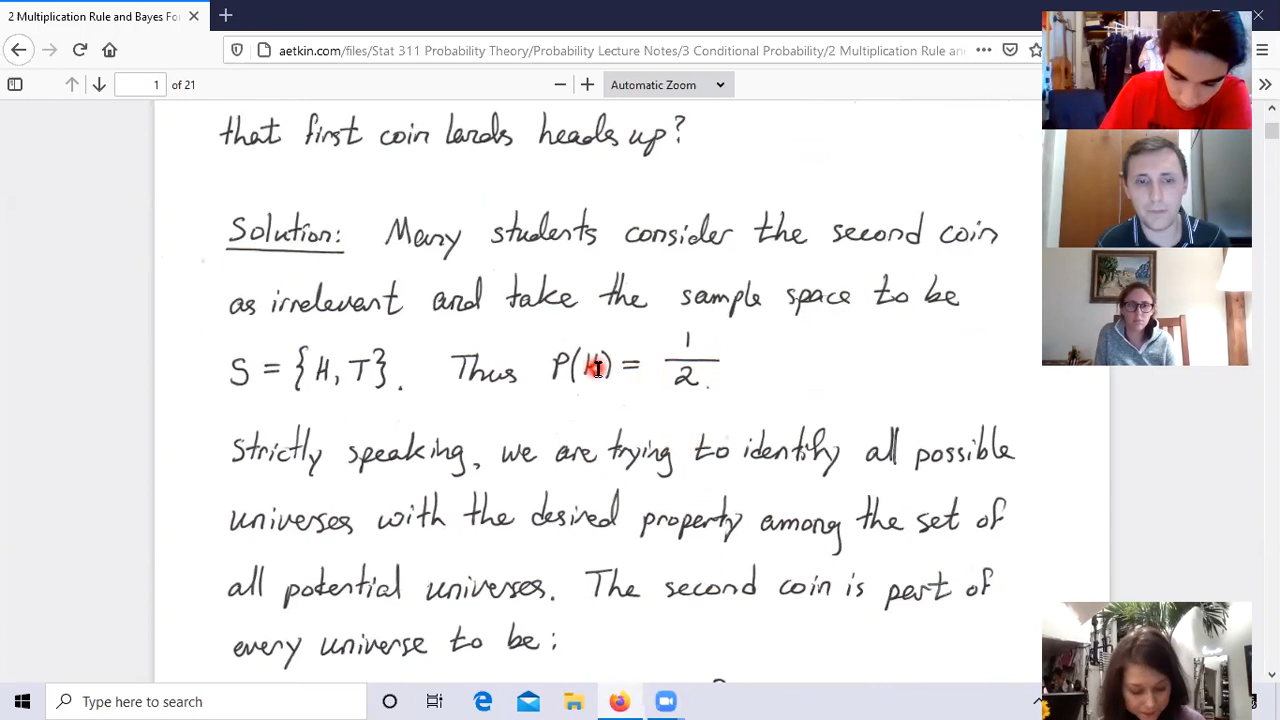 2 Multiplication Rule and Bayes Fo
aetkin.com/files/Stat 311 Probability Theory/Probability Lecture Notes/3 Conditional Probability/2 Multiplication Rule and
1 of 21
Automatic Zoom
that first coin lands heads up?
Solution: Many students consider the second coin
as irrelevant and take the sample space to be
S = {H, T}. Thus P(H) = 1/2.
Strictly speaking, we are trying to identify all possible
universes with the desired property among the set of
all potential universes. The second coin is part of
every universe to be:
Type here to search